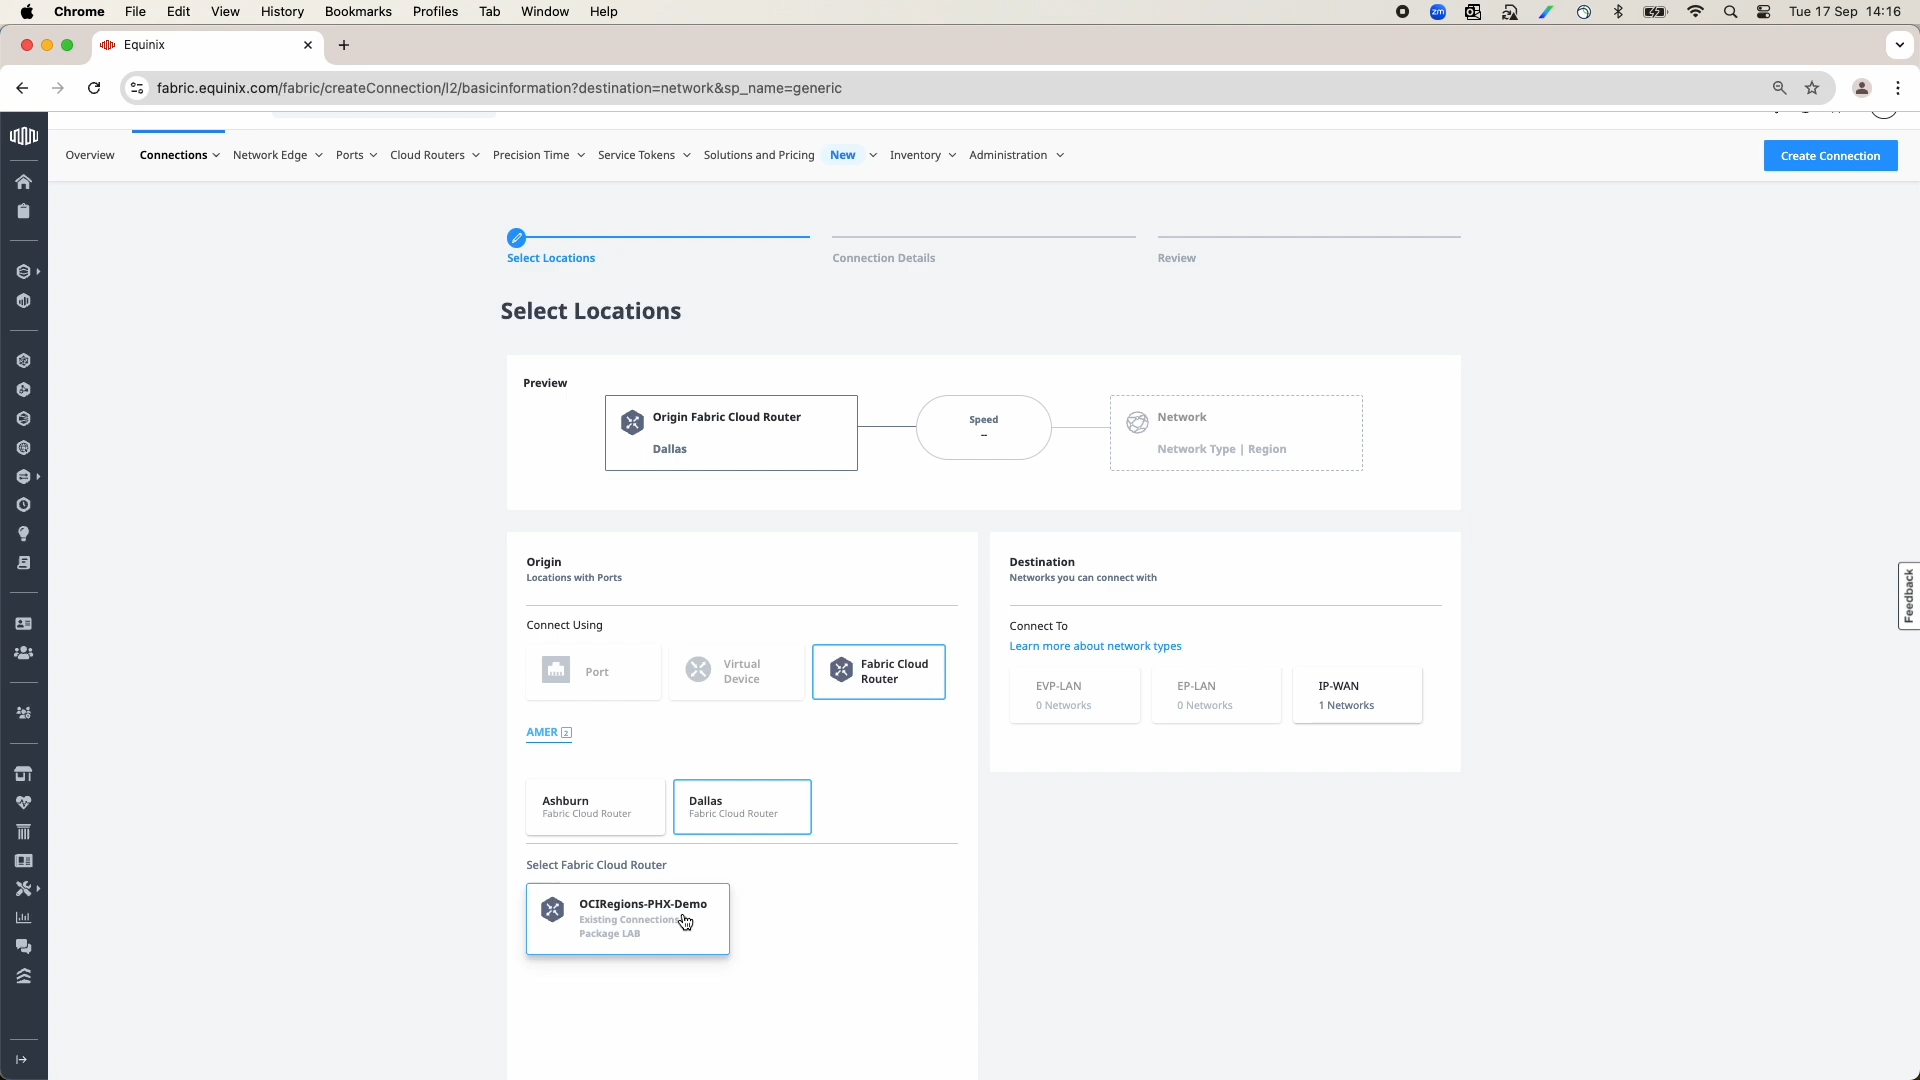 Chrome File Edit View History Bookmarks Profiles Tab Window Help
zm
Tue 17 Sep 14:16
Equinix
fabric.equinix.com/fabric/createConnection/l2/basicinformation?destination=network&sp_name=generic
Overview Connections Network Edge Ports Cloud Routers Precision Time Service Tokens Solutions and Pricing New Inventory Administration
Create Connection
Select Locations Connection Details Review
Select Locations
Preview
Origin Fabric Cloud Router
Dallas
Speed
--
Network
Network Type | Region
Origin
Locations with Ports
Connect Using
Port
Virtual
Device
Fabric Cloud
Router
AMER 2
Ashburn
Fabric Cloud Router
Dallas
Fabric Cloud Router
Select Fabric Cloud Router
OCIRegions-PHX-Demo
Existing Connections
Package LAB
Destination
Networks you can connect with
Connect To
Learn more about network types
EVP-LAN
0 Networks
EP-LAN
0 Networks
IP-WAN
1 Networks
Feedback